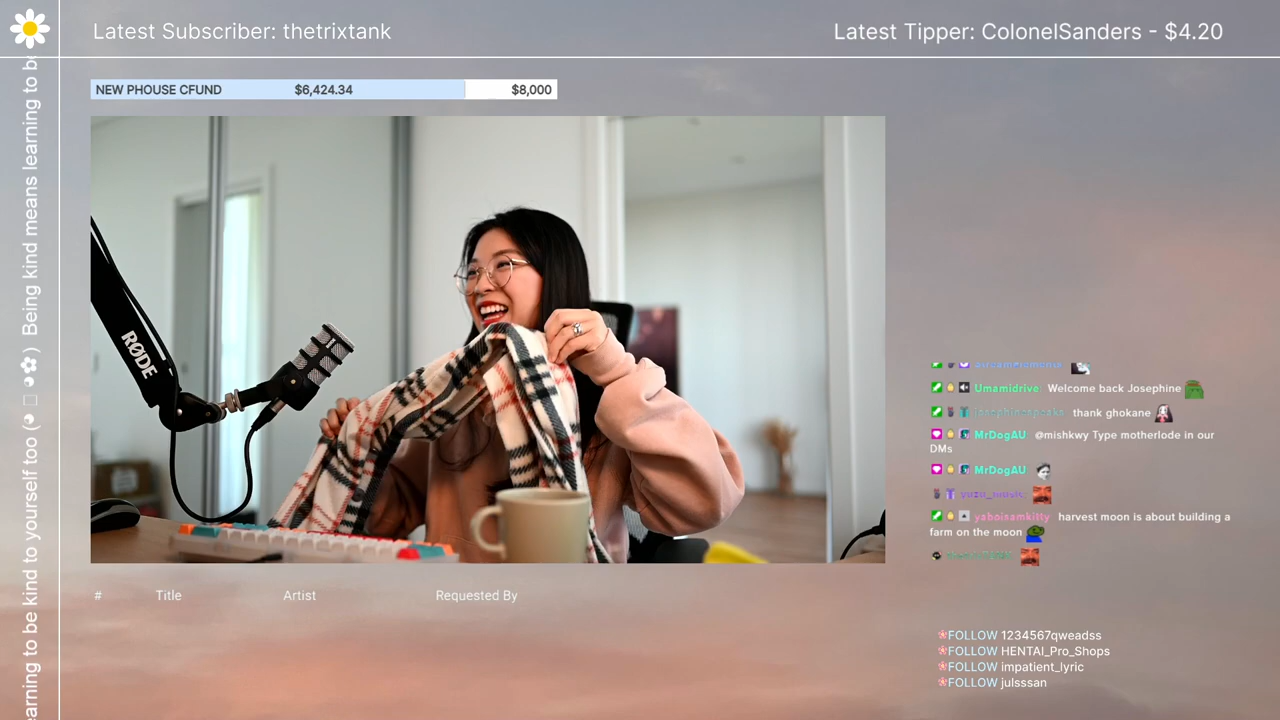 Latest Subscriber: thetrixtank
Latest Tipper: ColonelSanders - $4.20
earning to be kind to yourself too (◕ □ ◕✿) Being kind means learning to b
NEW PHOUSE CFUND $6,424.34 $8,000
RØDE
Umamidrive: Welcome back Josephine
thank ghokane
MrDogAU: @mishkwy Type motherlode in our
DMs
MrDogAU:
yaboisamkitty harvest moon is about building a
farm on the moon
# Title Artist Requested By
❀FOLLOW 1234567qweadss
❀FOLLOW HENTAI_Pro_Shops
❀FOLLOW impatient_lyric
❀FOLLOW julsssan